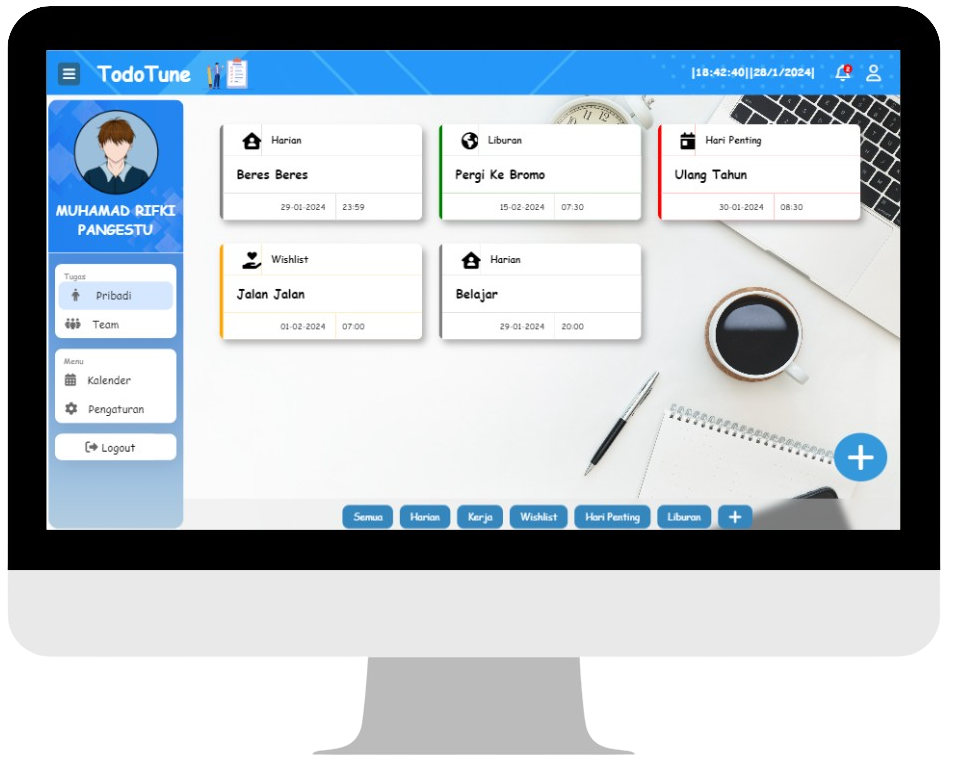 TodoTune
|18:42:40||28/1/2024|
MUHAMAD RIFKI
PANGESTU
Tugas
Pribadi
Team
Menu
Kalender
Pengaturan
Logout
Harian
Beres Beres
29-01-2024 23:59
Liburan
Pergi Ke Bromo
15-02-2024 07:30
Hari Penting
Ulang Tahun
30-01-2024 08:30
Wishlist
Jalan Jalan
01-02-2024 07:00
Harian
Belajar
29-01-2024 20:00
Semua Harian Kerja Wishlist Hari Penting Liburan +